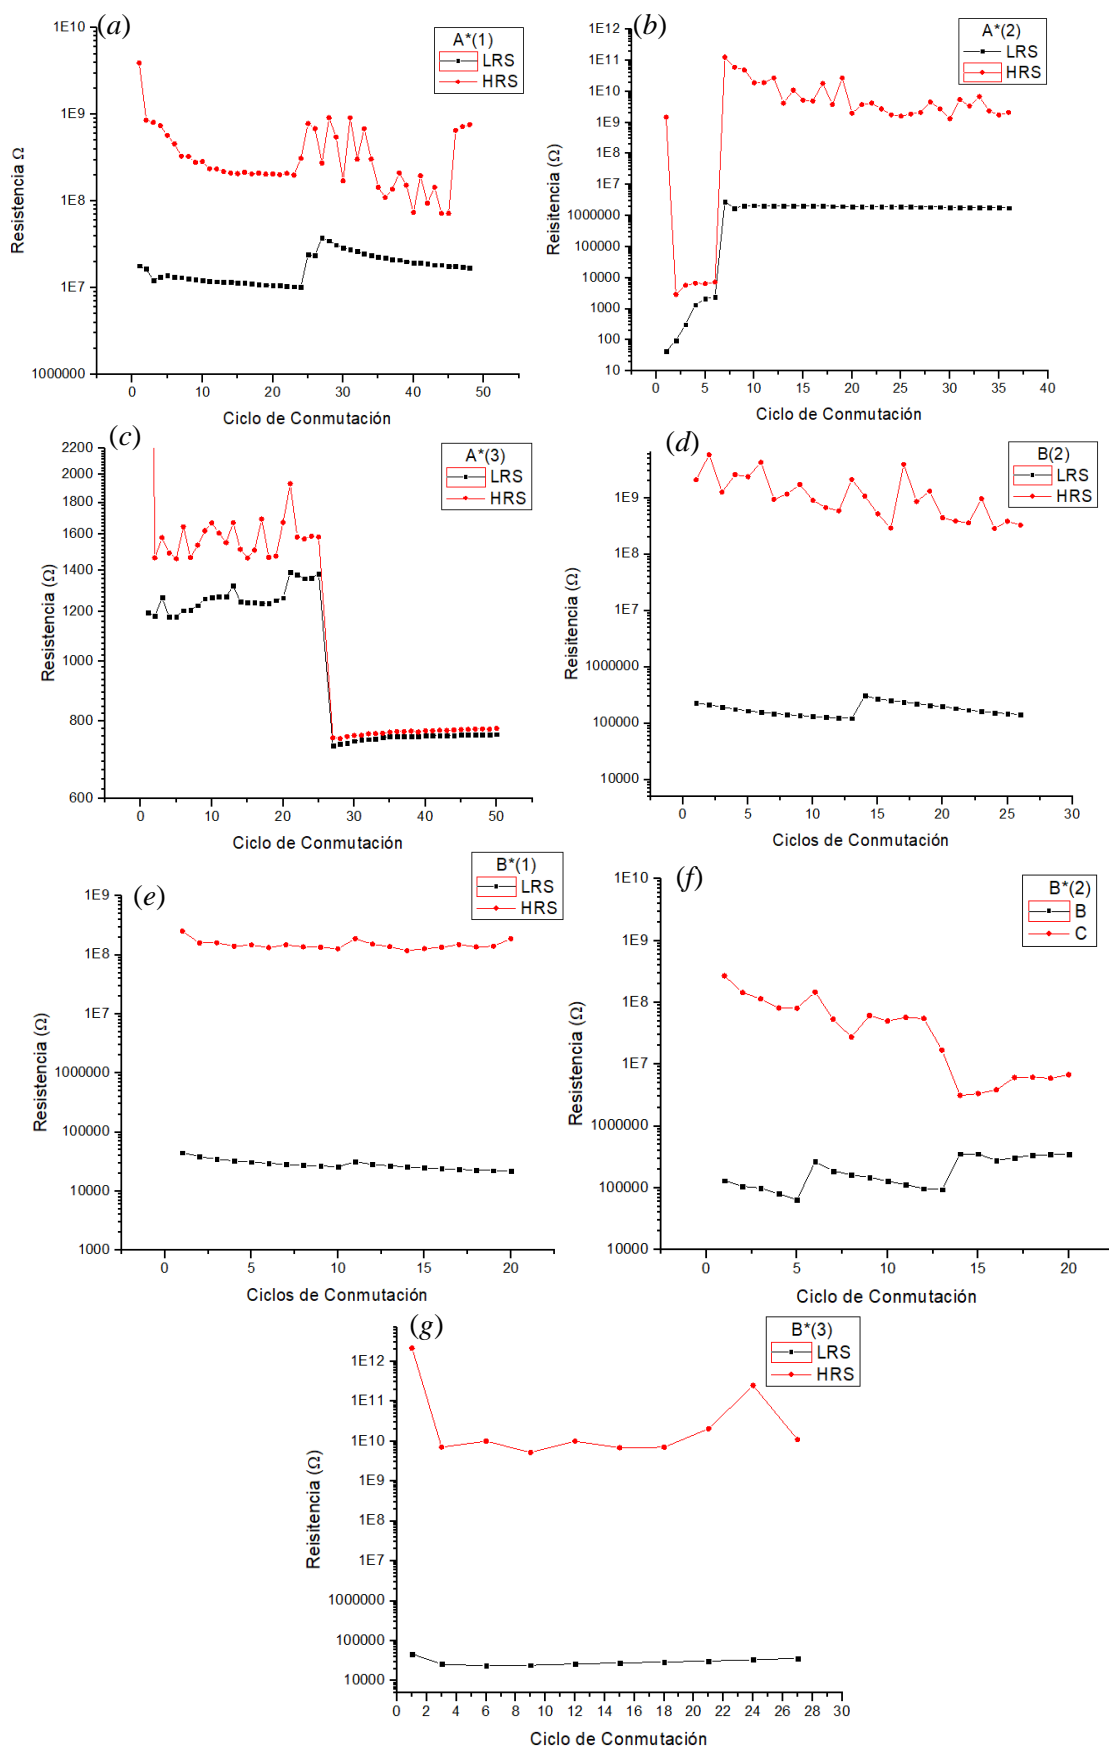 (a)
A*(1)
LRS
HRS
1E10
1E9
1E8
1E7
1000000
Resistencia Ω
0 10 20 30 40 50
Ciclo de Conmutación
(b)
A*(2)
LRS
HRS
1E12
1E11
1E10
1E9
1E8
1E7
1000000
10000
1000
100
10
Reisitencia (Ω)
0 5 10 15 20 25 30 35 40
Ciclo de Conmutación
(c)
A*(3)
LRS
HRS
2200
2000
1800
1600
1400
1200
1000
800
600
Resistencia (Ω)
0 10 20 30 40 50
Ciclo de Conmutación
(d)
B(2)
LRS
HRS
1E9
1E8
1E7
1000000
100000
10000
Reisitencia (Ω)
0 5 10 15 20 25 30
Ciclos de Conmutación
(e)
B*(1)
LRS
HRS
1E9
1E8
1E7
1000000
100000
10000
1000
Resistencia (Ω)
0 5 10 15 20
Ciclos de Conmutación
(f)
B*(2)
B
C
1E10
1E9
1E8
1E7
1000000
100000
10000
Resistencia (Ω)
0 5 10 15 20
Ciclo de Conmutación
(g)
B*(3)
LRS
HRS
1E12
1E11
1E10
1E9
1E8
1E7
1000000
100000
10000
Reisitencia (Ω)
0 2 4 6 8 10 12 14 16 18 20 22 24 26 28 30
Ciclo de Conmutación